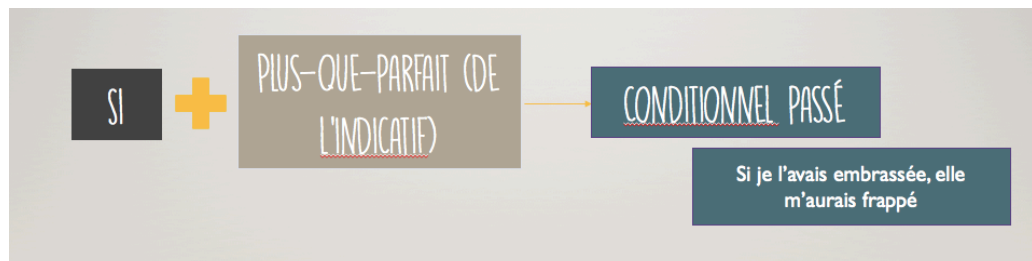 SI
PLUS-QUE-PARFAIT (DE
L'INDICATIF)
CONDITIONNEL PASSÉ
Si je l'avais embrassée, elle
m'aurais frappé